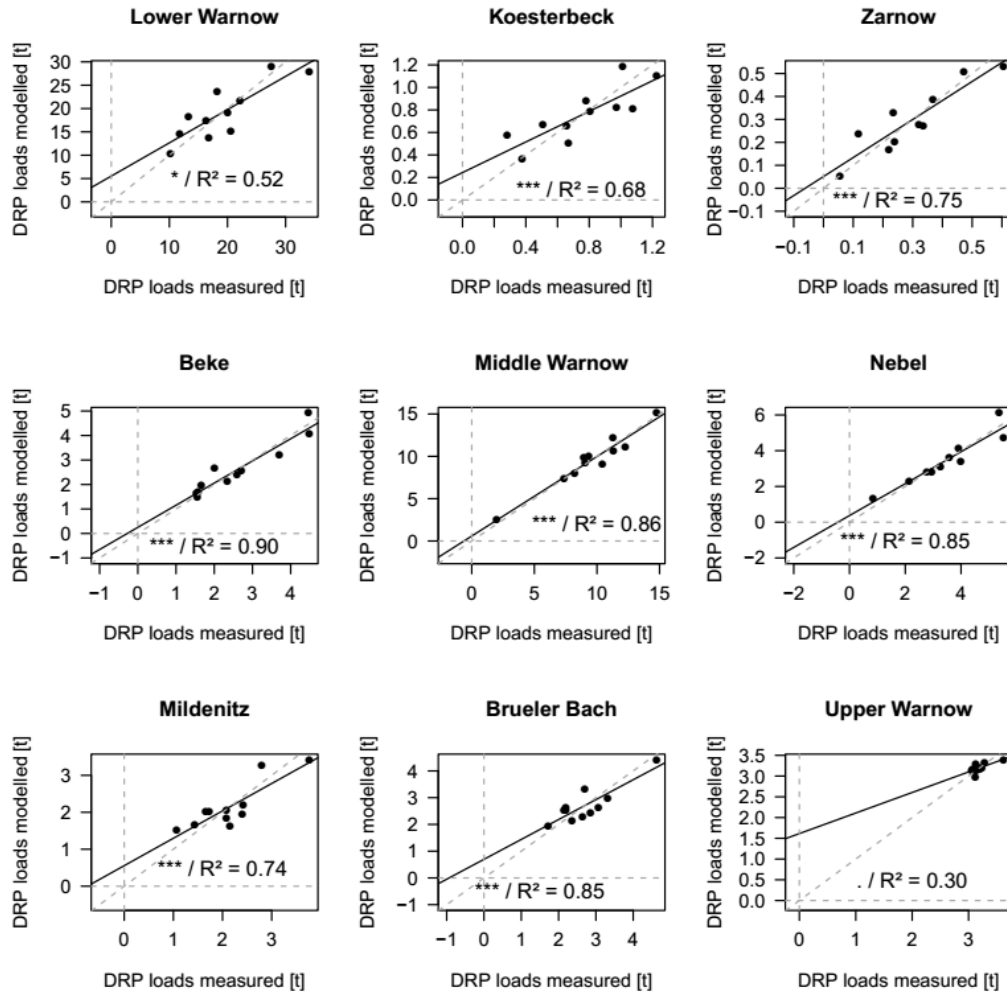 Lower Warnow
DRP loads modelled [t]
30
25
20
15
10
5
0
* / R² = 0.52
0 10 20 30
DRP loads measured [t]
Koesterbeck
DRP loads modelled [t]
1.2
1.0
0.8
0.6
0.4
0.2
0.0
*** / R² = 0.68
0.0 0.4 0.8 1.2
DRP loads measured [t]
Zarnow
DRP loads modelled [t]
0.5
0.4
0.3
0.2
0.1
0.0
−0.1
*** / R² = 0.75
−0.1 0.1 0.3 0.5
DRP loads measured [t]
Beke
DRP loads modelled [t]
5
4
3
2
1
0
−1
*** / R² = 0.90
−1 0 1 2 3 4
DRP loads measured [t]
Middle Warnow
DRP loads modelled [t]
15
10
5
0
*** / R² = 0.86
0 5 10 15
DRP loads measured [t]
Nebel
DRP loads modelled [t]
6
4
2
0
−2
*** / R² = 0.85
−2 0 2 4
DRP loads measured [t]
Mildenitz
DRP loads modelled [t]
3
2
1
0
*** / R² = 0.74
0 1 2 3
DRP loads measured [t]
Brueler Bach
DRP loads modelled [t]
4
3
2
1
0
−1
*** / R² = 0.85
−1 0 1 2 3 4
DRP loads measured [t]
Upper Warnow
DRP loads modelled [t]
3.5
3.0
2.5
2.0
1.5
1.0
0.5
0.0
. / R² = 0.30
0 1 2 3
DRP loads measured [t]